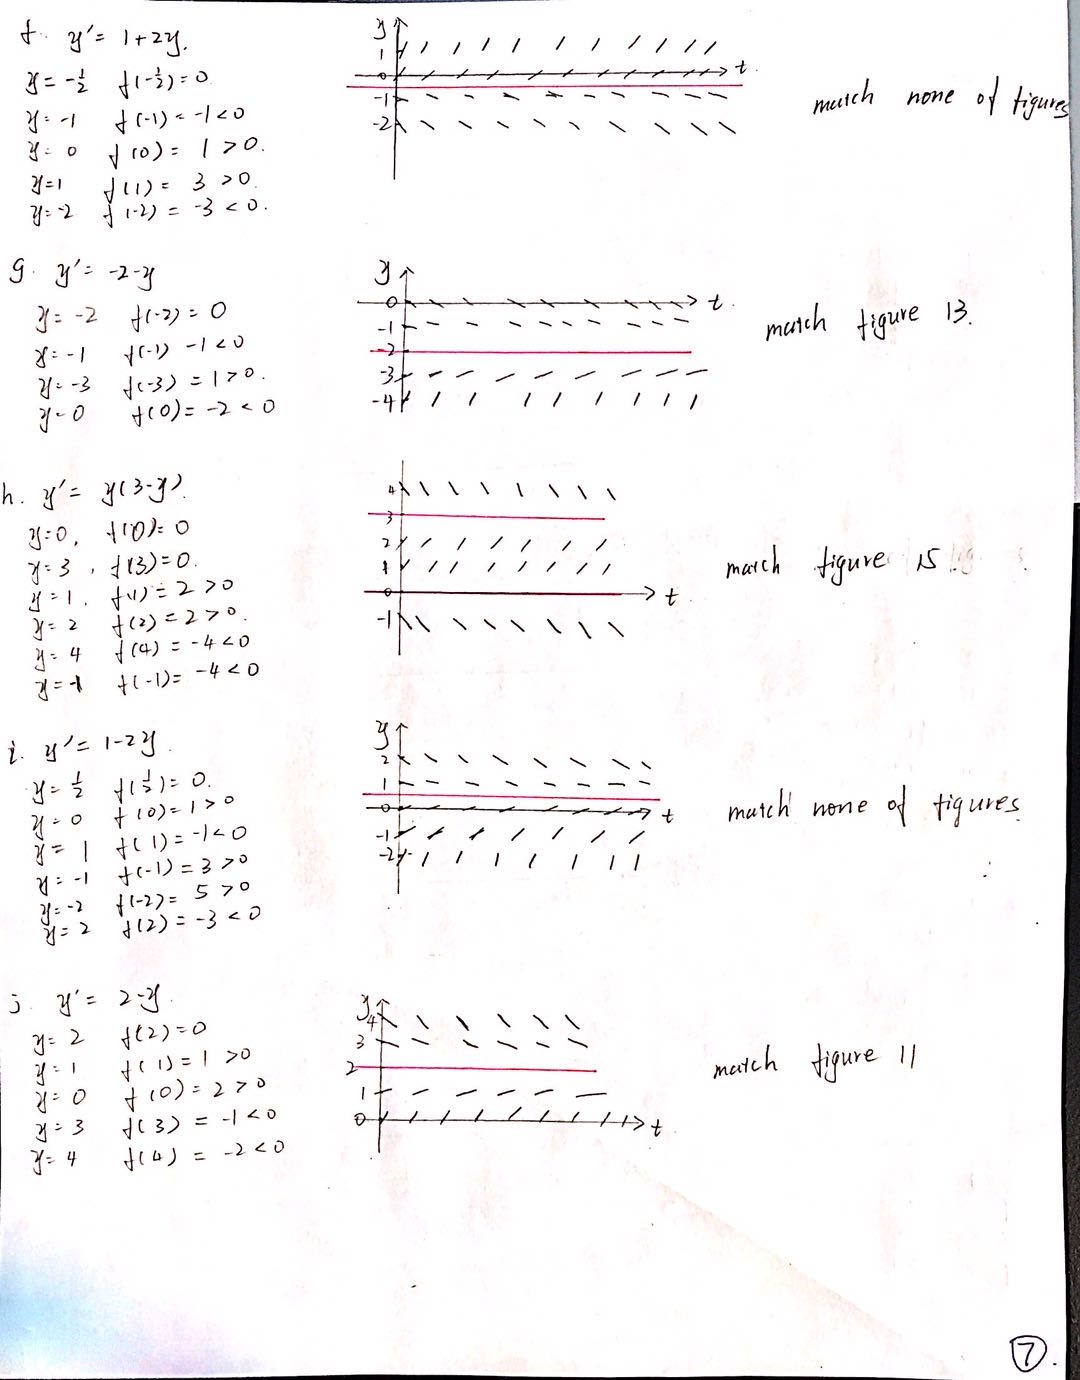 f. y' = 1+2y.
y = -1/2 f(-1/2) = 0.
y = -1 f(-1) = -1 < 0
y = 0 f(0) = 1 > 0.
y = 1 f(1) = 3 > 0.
y = -2 f(-2) = -3 < 0.
y
1
0
-1
-2
t.
match none of figures
g. y' = -2-y
y = -2 f(-2) = 0
y = -1 f(-1) -1 < 0
y = -3 f(-3) = 1 > 0.
y = 0 f(0) = -2 < 0
y
0
-1
-2
-3
-4
t.
match figure 13.
h. y' = y(3-y)
y = 0, f(0) = 0
y = 3, f(3) = 0.
y = 1. f(1) = 2 > 0
y = 2 f(2) = 2 > 0.
y = 4 f(4) = -4 < 0
y = -1 f(-1) = -4 < 0
4
3
2
1
0
-1
t.
match figure 15
i. y' = 1-2y.
y = 1/2 f(1/2) = 0.
y = 0 f(0) = 1 > 0
y = 1 f(1) = -1 < 0
y = -1 f(-1) = 3 > 0
y = -2 f(-2) = 5 > 0
y = 2 f(2) = -3 < 0
y
2
1
0
-1
-2
t
match none of figures.
j. y' = 2-y.
y = 2 f(2) = 0
y = 1 f(1) = 1 > 0
y = 0 f(0) = 2 > 0
y = 3 f(3) = -1 < 0
y = 4 f(4) = -2 < 0
y
4
3
2
1
0
t.
match figure 11
7.